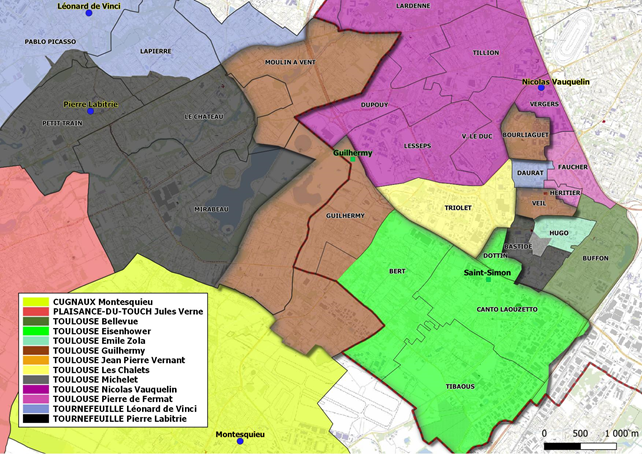 Léonard de Vinci
LARDENNE
PABLO PICASSO
LAPIERRE
TILLION
MOULIN A VENT
Nicolas Vauquelin
Pierre Labitrie
DUPOUY
VERGERS
PETIT TRAIN
LE CHATEAU
BOURLIAGUET
V. LE DUC
LESSEPS
Guilhermy
FAUCHER
DAURAT
HERITIER
VEIL
MIRABEAU
GUILHERMY
TRIOLET
HUGO
BASTIDE
DOTTIN
BUFFON
BERT
Saint-Simon
CANTO LAOUZETTO
TIBAOUS
CUGNAUX Montesquieu
PLAISANCE-DU-TOUCH Jules Verne
TOULOUSE Bellevue
TOULOUSE Eisenhower
TOULOUSE Emile Zola
TOULOUSE Guilhermy
TOULOUSE Jean Pierre Vernant
TOULOUSE Les Chalets
TOULOUSE Michelet
TOULOUSE Nicolas Vauquelin
TOULOUSE Pierre de Fermat
TOURNEFEUILLE Léonard de Vinci
TOURNEFEUILLE Pierre Labitrie
Montesquieu
0 500 1 000 m